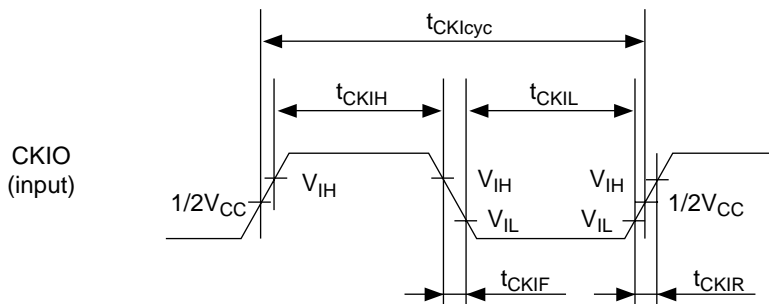 tCKIcyc
tCKIH
tCKIL
CKIO
(input)
VIH
VIH
VIH
1/2VCC
1/2VCC
VIL
VIL
tCKIF
tCKIR